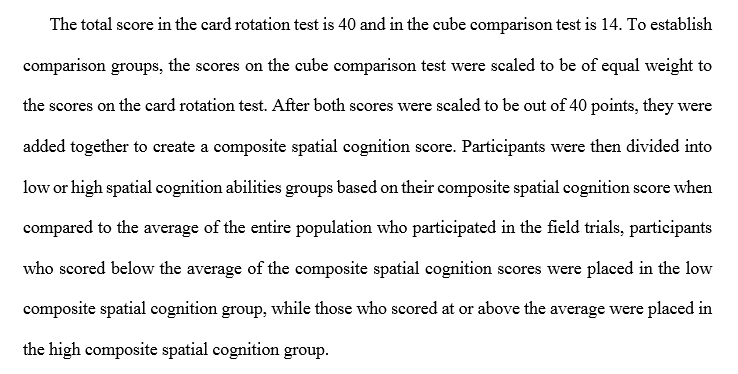 The total score in the card rotation test is 40 and in the cube comparison test is 14. To establish
comparison groups, the scores on the cube comparison test were scaled to be of equal weight to
the scores on the card rotation test. After both scores were scaled to be out of 40 points, they were
added together to create a composite spatial cognition score. Participants were then divided into
low or high spatial cognition abilities groups based on their composite spatial cognition score when
compared to the average of the entire population who participated in the field trials, participants
who scored below the average of the composite spatial cognition scores were placed in the low
composite spatial cognition group, while those who scored at or above the average were placed in
the high composite spatial cognition group.